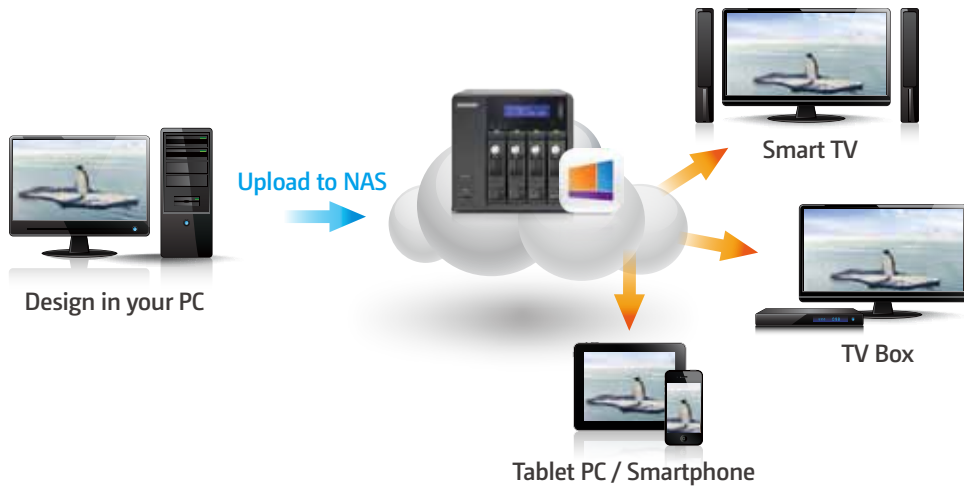 Smart TV
Upload to NAS
Design in your PC
TV Box
Tablet PC / Smartphone